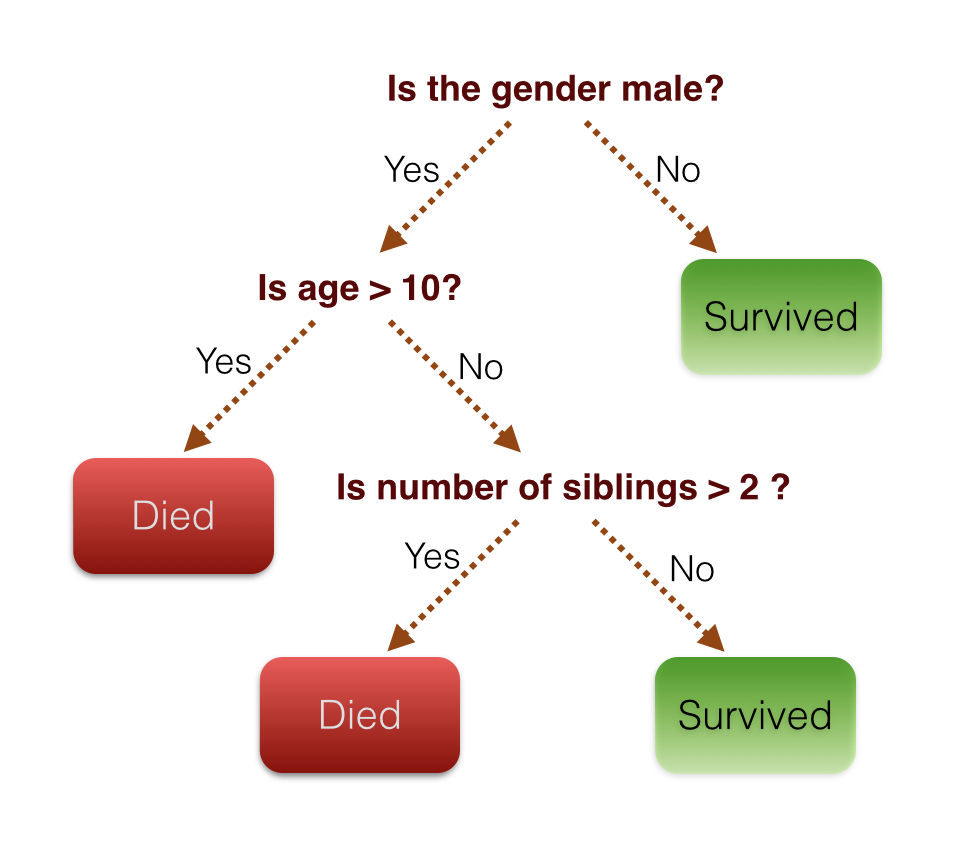 Is the gender male?
Yes
No
Is age > 10?
Survived
Yes
No
Died
Is number of siblings > 2 ?
Yes
No
Died
Survived